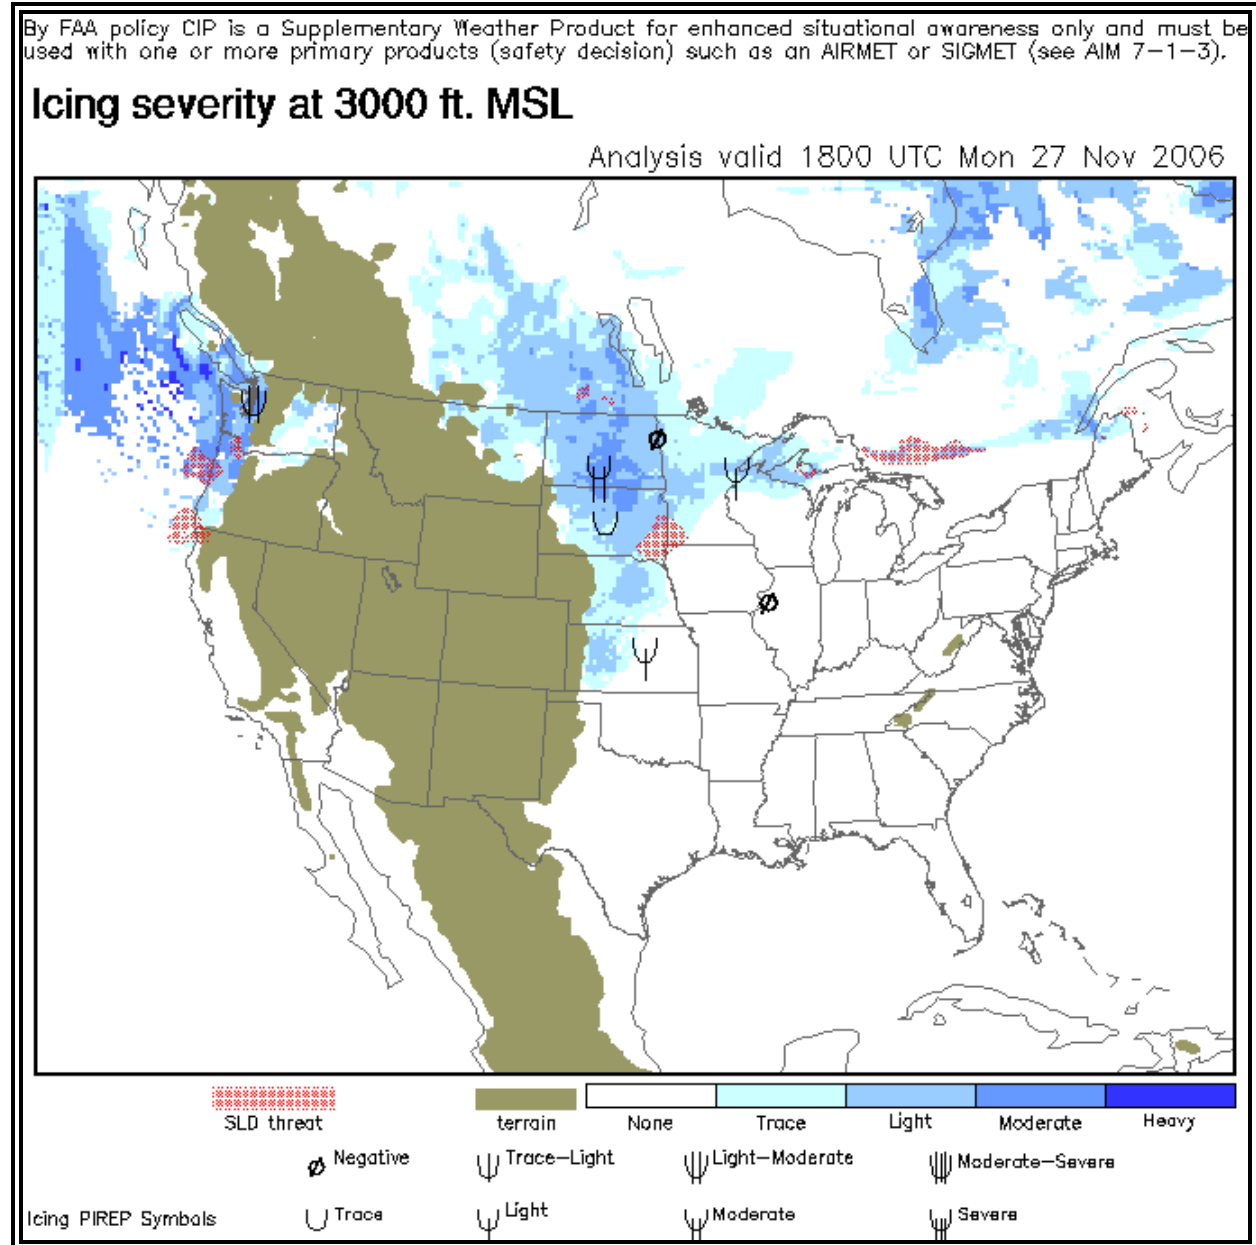 By FAA policy CIP is a Supplementary Weather Product for enhanced situational awareness only and must be
used with one or more primary products (safety decision) such as an AIRMET or SIGMET (see AIM 7-1-3).
Icing severity at 3000 ft. MSL
Analysis valid 1800 UTC Mon 27 Nov 2006
SLD threat
terrain
None
Trace
Light
Moderate
Heavy
Negative
Trace-Light
Light-Moderate
Moderate-Severe
Icing PIREP Symbols
Trace
Light
Moderate
Severe